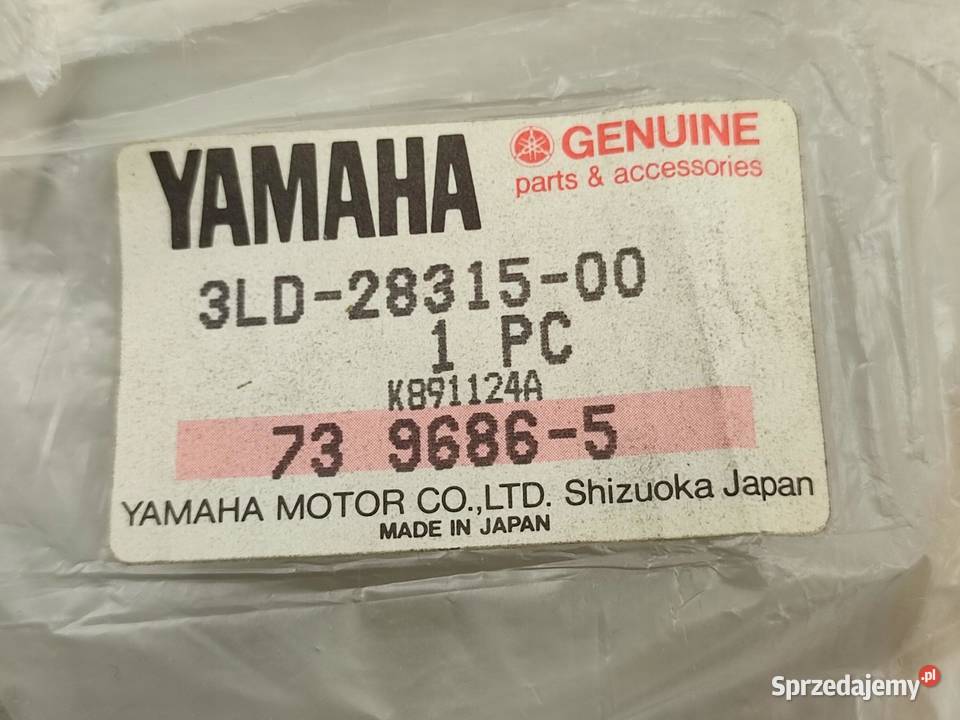 YAMAHA GENUINE
parts & accessories
3LD-28315-00
1 PC
K891124A
73 9686-5
YAMAHA MOTOR CO.,LTD. Shizuoka Japan
MADE IN JAPAN
Sprzedajemy.pl